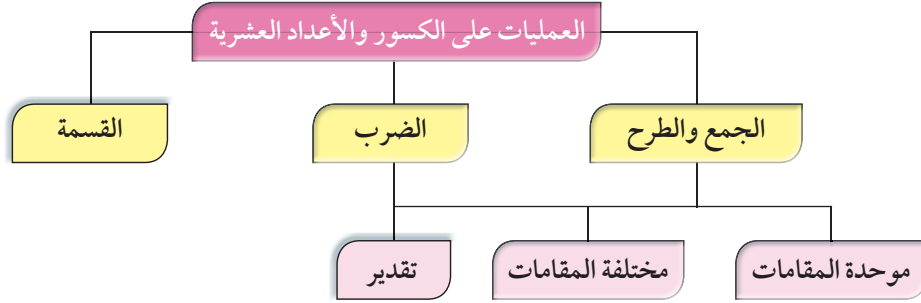 العمليات على الكسور والأعداد العشرية
الجمع والطرح
الضرب
القسمة
موحدة المقامات
مختلفة المقامات
تقدير